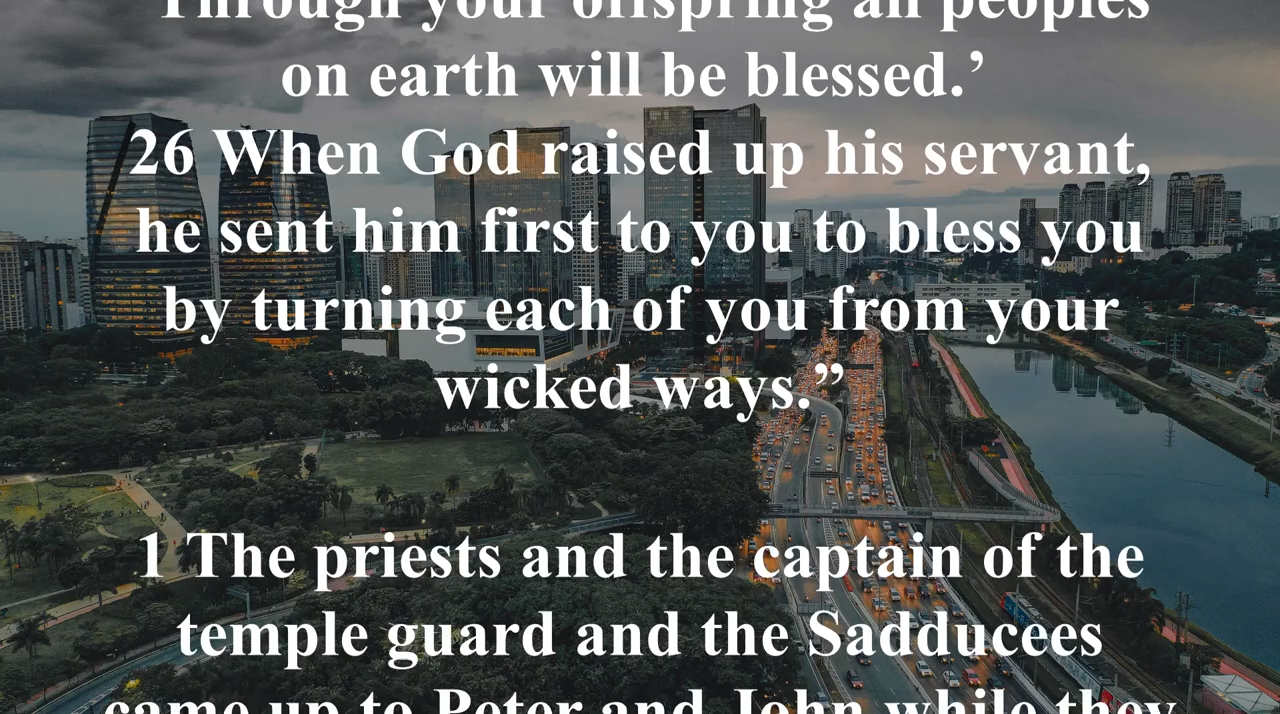 Through your offspring all peoples
on earth will be blessed.’
26 When God raised up his servant,
he sent him first to you to bless you
by turning each of you from your
wicked ways.”
1 The priests and the captain of the
temple guard and the Sadducees
came up to Peter and John while they